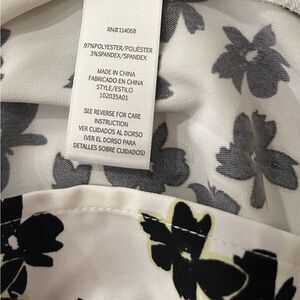 RN#114068
97%POLYESTER/POLIÉSTER
3%SPANDEX/SPANDEX
MADE IN CHINA
FABRICADO EN CHINA
STYLE/ESTILO
102035A01
SEE REVERSE FOR CARE
INSTRUCTION
VER CUIDADOS AL DORSO
(VER EL DORSO PARA
DETALLES SOBRE CUIDADOS)